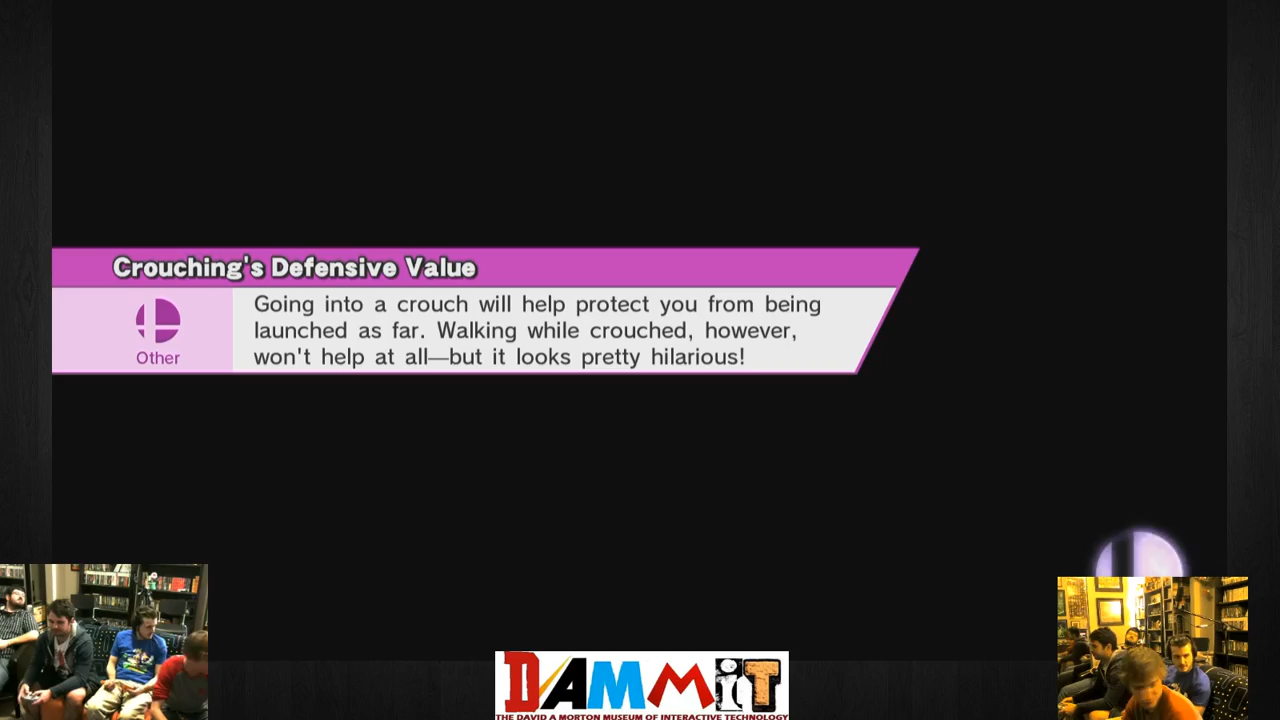 Crouching's Defensive Value
Other
Going into a crouch will help protect you from being
launched as far. Walking while crouched, however,
won't help at all—but it looks pretty hilarious!
DAMMiT
THE DAVID A MORTON MUSEUM OF INTERACTIVE TECHNOLOGY